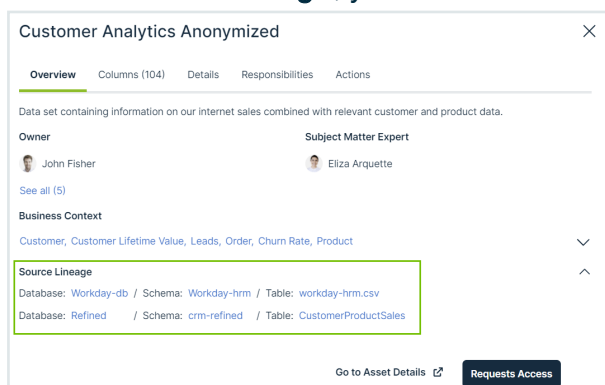 Customer Analytics Anonymized
Overview Columns (104) Details Responsibilities Actions
Data set containing information on our internet sales combined with relevant customer and product data.
Owner Subject Matter Expert
John Fisher Eliza Arquette
See all (5)
Business Context
Customer, Customer Lifetime Value, Leads, Order, Churn Rate, Product
Source Lineage
Database: Workday-db / Schema: Workday-hrm / Table: workday-hrm.csv
Database: Refined / Schema: crm-refined / Table: CustomerProductSales
Go to Asset Details Requests Access